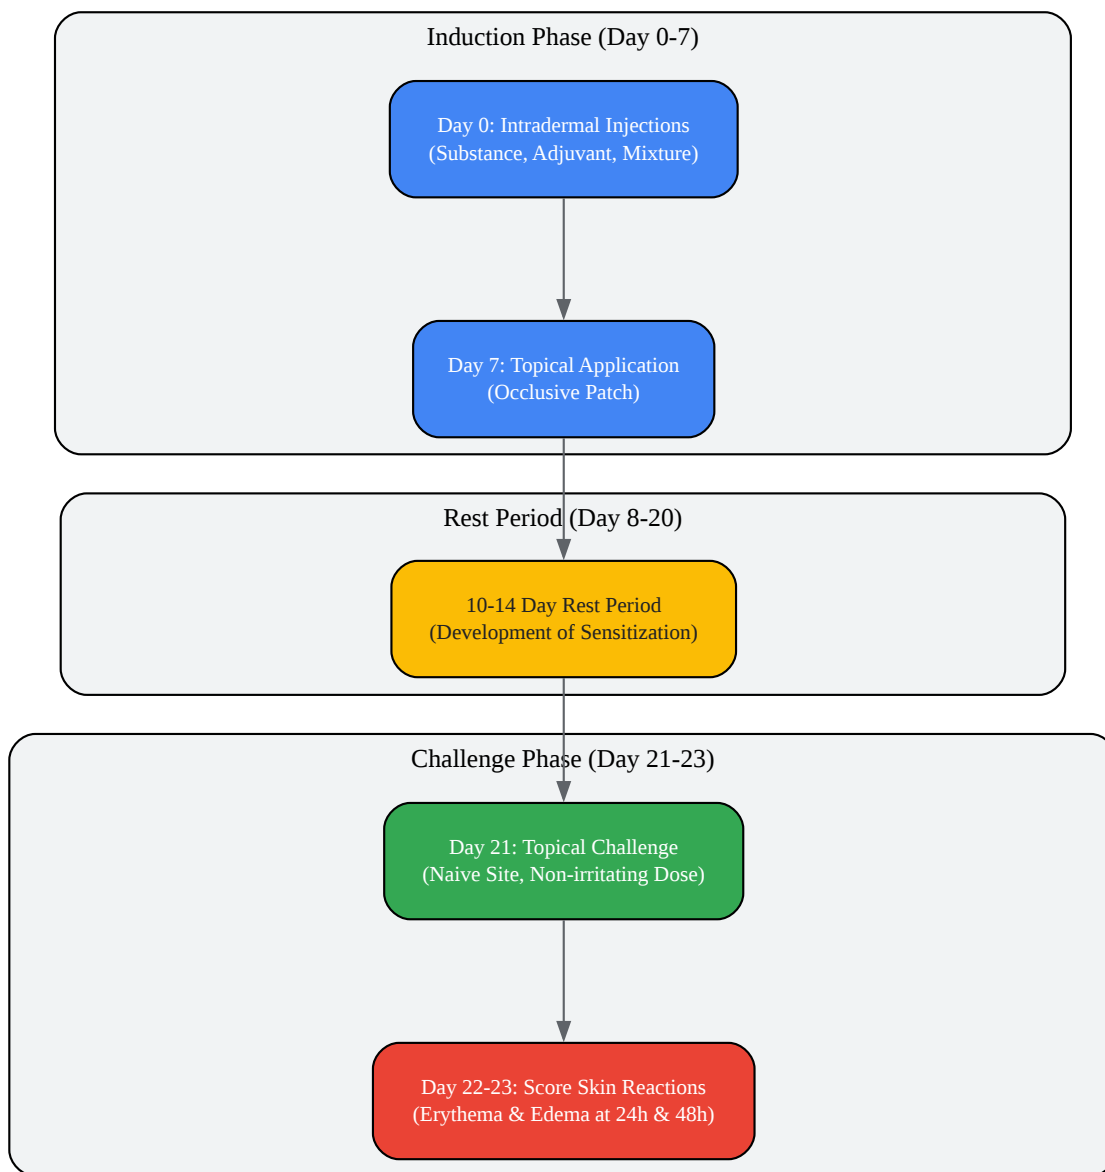 Induction Phase (Day 0-7)
Day 0: Intradermal Injections
(Substance, Adjuvant, Mixture)
Day 7: Topical Application
(Occlusive Patch)
Rest Period (Day 8-20)
10-14 Day Rest Period
(Development of Sensitization)
Challenge Phase (Day 21-23)
Day 21: Topical Challenge
(Naive Site, Non-irritating Dose)
Day 22-23: Score Skin Reactions
(Erythema & Edema at 24h & 48h)